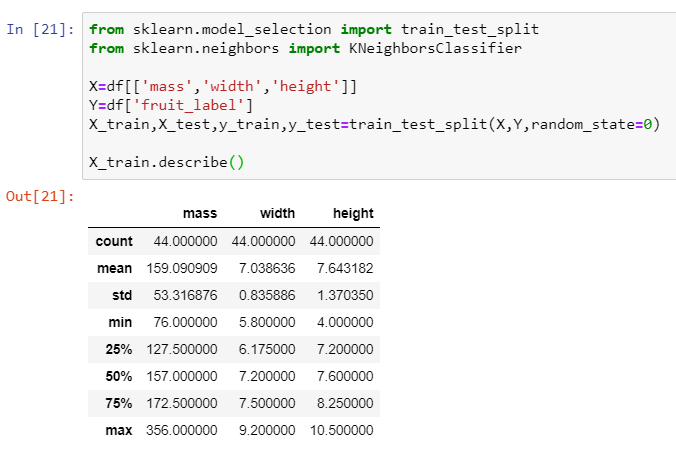 In [21]: from sklearn.model_selection import train_test_split
from sklearn.neighbors import KNeighborsClassifier
X=df[['mass','width','height']]
Y=df['fruit_label']
X_train,X_test,y_train,y_test=train_test_split(X,Y,random_state=0)
X_train.describe()
Out[21]:
mass width height
count 44.000000 44.000000 44.000000
mean 159.090909 7.038636 7.643182
std 53.316876 0.835886 1.370350
min 76.000000 5.800000 4.000000
25% 127.500000 6.175000 7.200000
50% 157.000000 7.200000 7.600000
75% 172.500000 7.500000 8.250000
max 356.000000 9.200000 10.500000